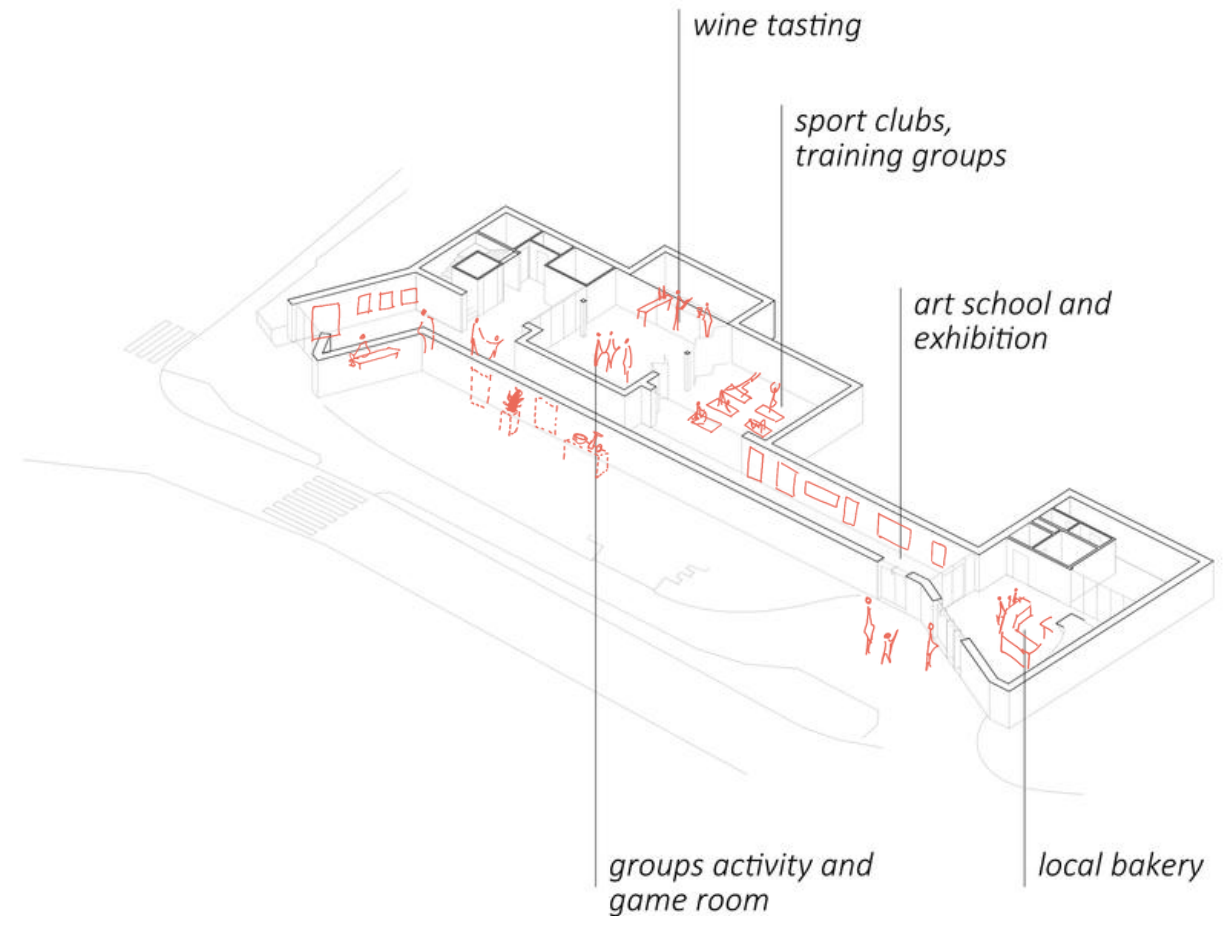 wine tasting
sport clubs,
training groups
art school and
exhibition
groups activity and
game room
local bakery